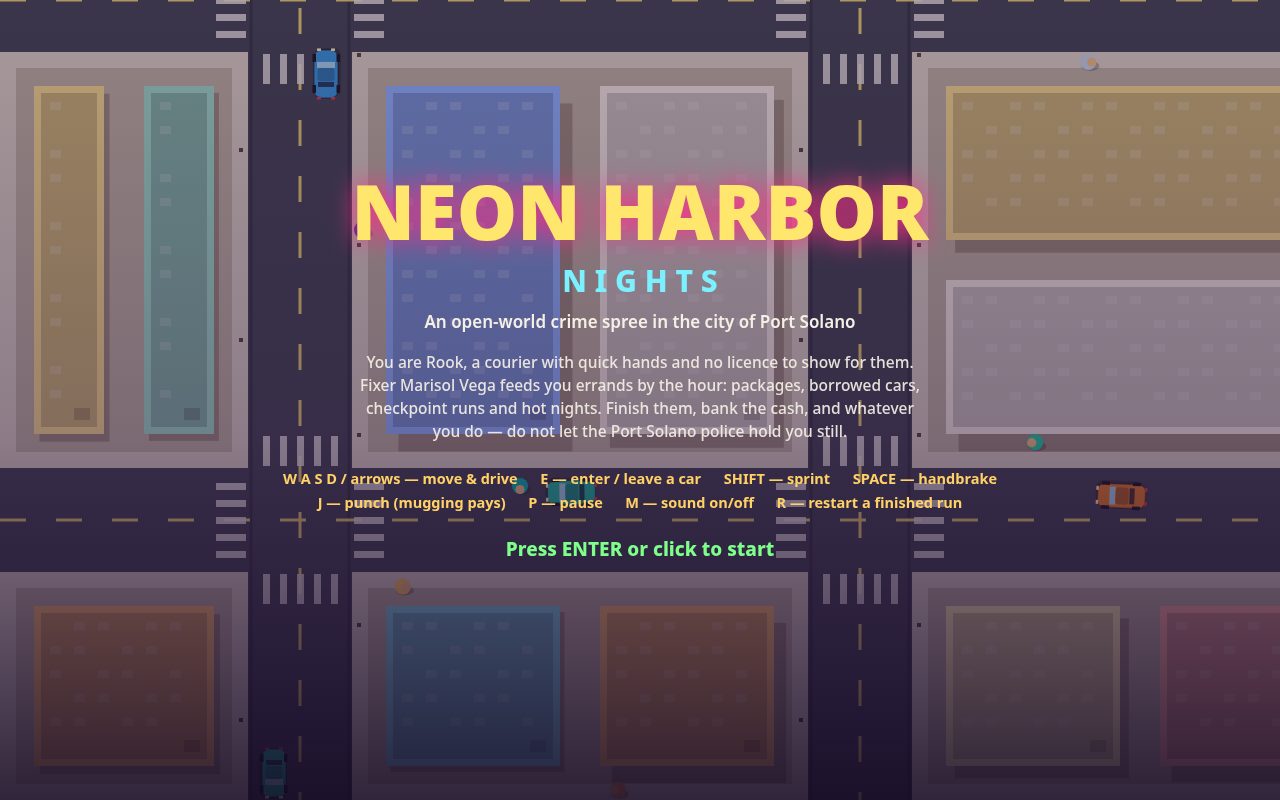 NEON HARBOR
NIGHTS
An open-world crime spree in the city of Port Solano
You are Rook, a courier with quick hands and no licence to show for them.
Fixer Marisol Vega feeds you errands by the hour: packages, borrowed cars,
checkpoint runs and hot nights. Finish them, bank the cash, and whatever
you do — do not let the Port Solano police hold you still.
W A S D / arrows — move & drive E — enter / leave a car SHIFT — sprint SPACE — handbrake
J — punch (mugging pays) P — pause M — sound on/off R — restart a finished run
Press ENTER or click to start